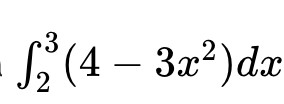 ∫₂³(4 − 3x²)dx